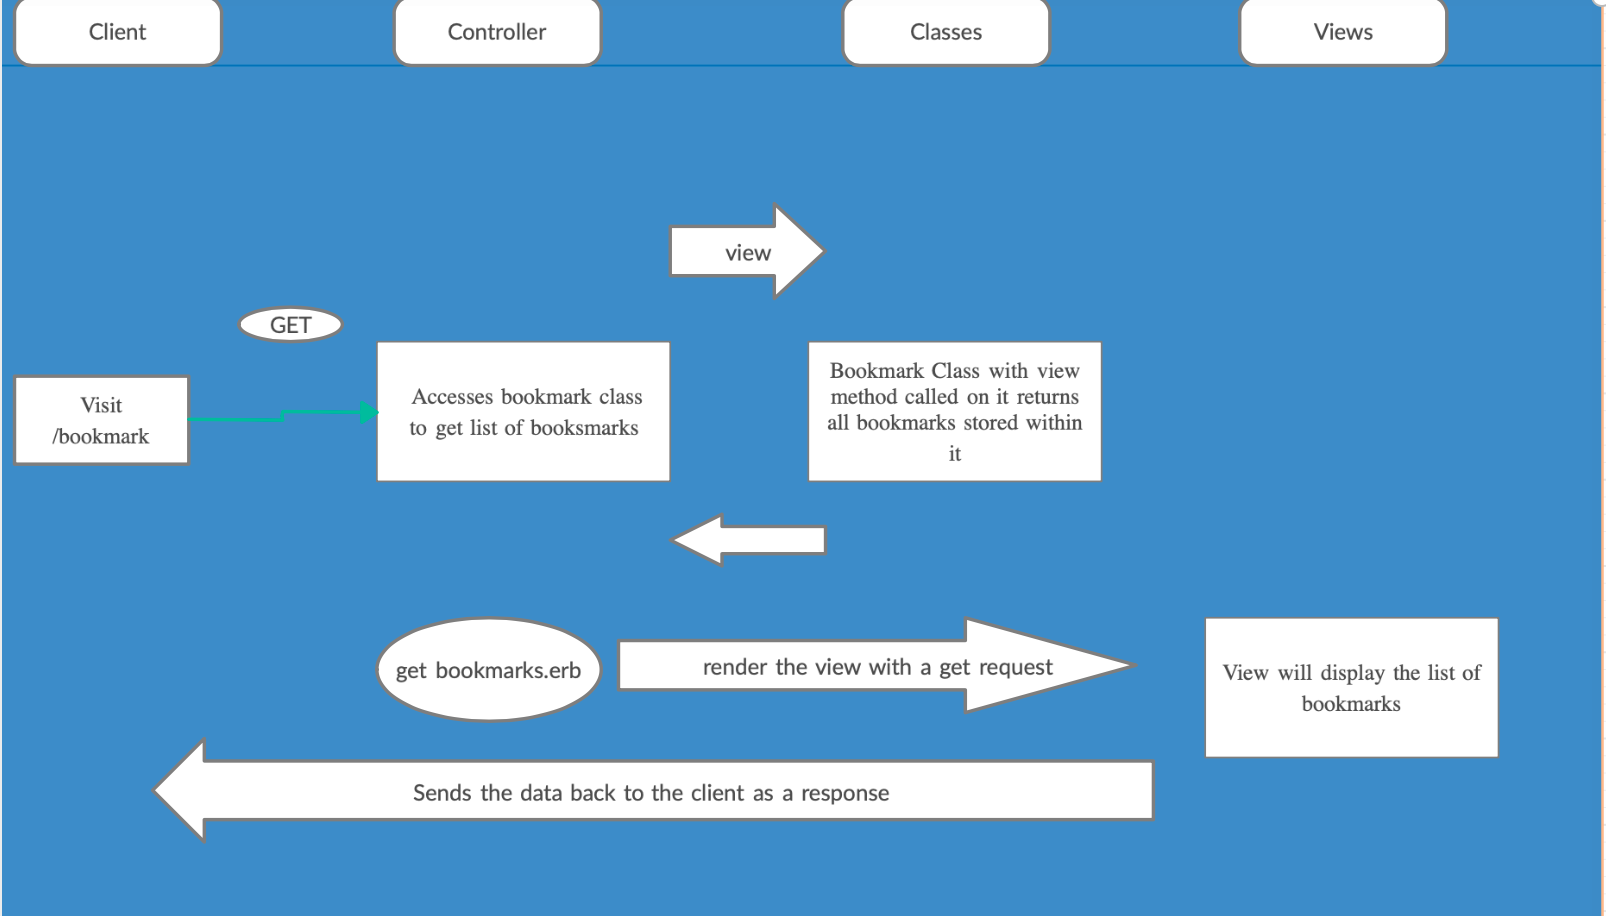 Client
Controller
Classes
Views
view
GET
Visit
/bookmark
Accesses bookmark class
to get list of booksmarks
Bookmark Class with view
method called on it returns
all bookmarks stored within
it
get bookmarks.erb
render the view with a get request
View will display the list of
bookmarks
Sends the data back to the client as a response